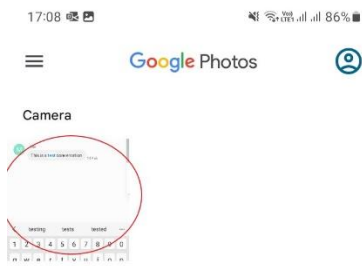 17:08
86%
Google Photos
Camera
This is a test conversation
testing tests tested
1 2 3 4 5 6 7 8 9 0